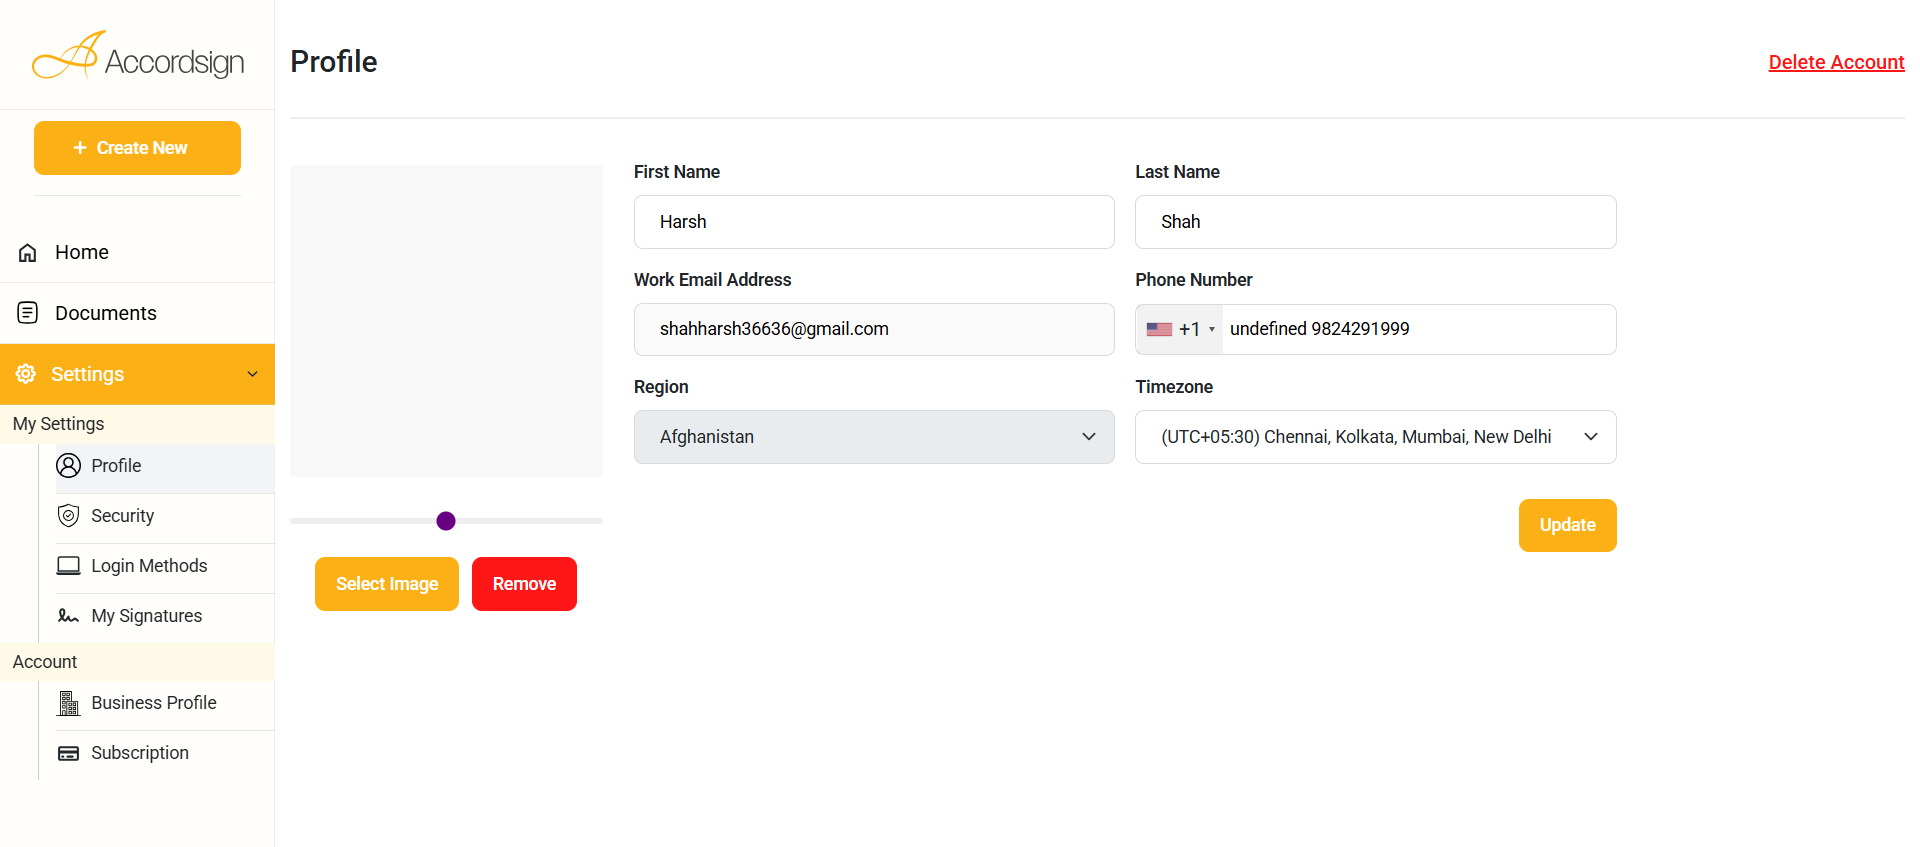 Accordsign
Profile
Delete Account
+ Create New
Home
Documents
Settings
My Settings
Profile
Security
Login Methods
My Signatures
Account
Business Profile
Subscription
First Name
Harsh
Last Name
Shah
Work Email Address
shahharsh36636@gmail.com
Phone Number
+1 undefined 9824291999
Region
Afghanistan
Timezone
(UTC+05:30) Chennai, Kolkata, Mumbai, New Delhi
Update
Select Image
Remove